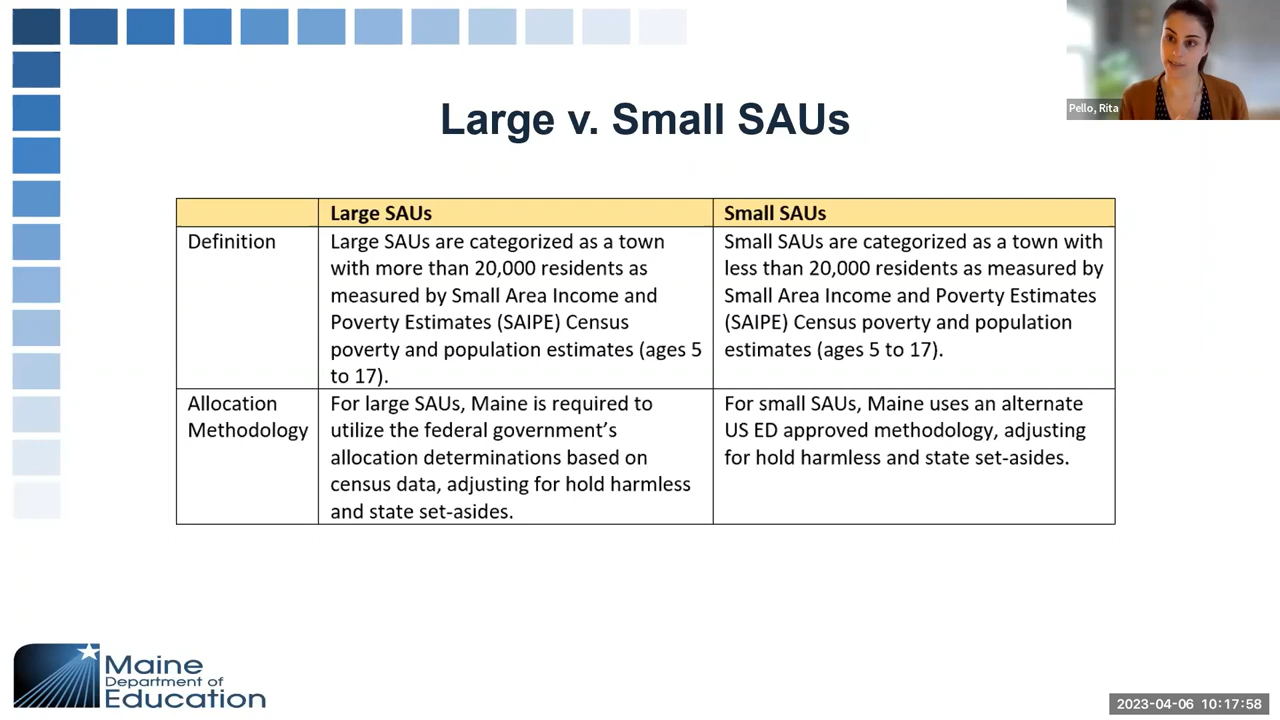 Pello, Rita
Large v. Small SAUs
Large SAUs
Small SAUs
Definition
Large SAUs are categorized as a town
with more than 20,000 residents as
measured by Small Area Income and
Poverty Estimates (SAIPE) Census
poverty and population estimates (ages 5
to 17).
Small SAUs are categorized as a town with
less than 20,000 residents as measured by
Small Area Income and Poverty Estimates
(SAIPE) Census poverty and population
estimates (ages 5 to 17).
Allocation
Methodology
For large SAUs, Maine is required to
utilize the federal government’s
allocation determinations based on
census data, adjusting for hold harmless
and state set-asides.
For small SAUs, Maine uses an alternate
US ED approved methodology, adjusting
for hold harmless and state set-asides.
Maine
Department of
Education
2023-04-06 10:17:58